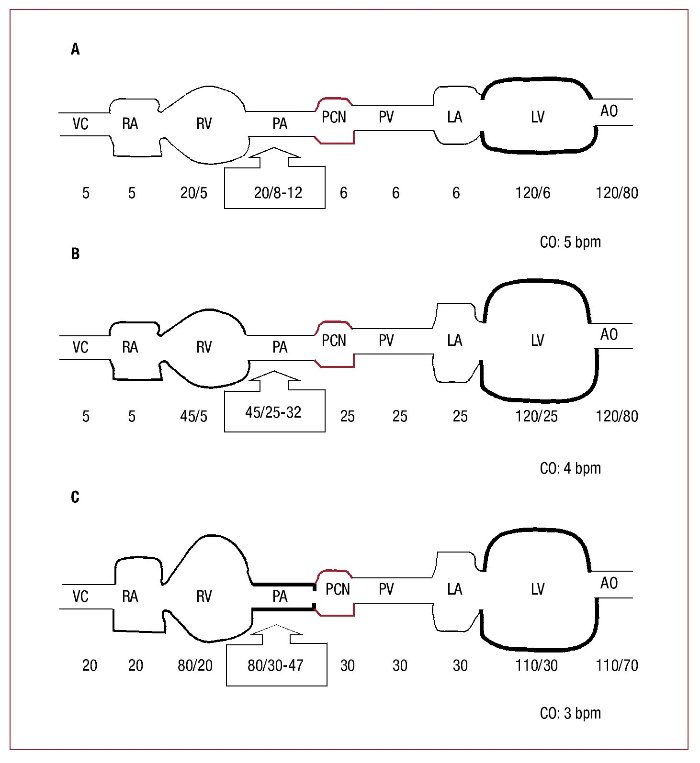 A
VC RA RV PA PCN PV LA LV AO
5 5 20/5 20/8-12 6 6 6 120/6 120/80
CO: 5 bpm
B
VC RA RV PA PCN PV LA LV AO
5 5 45/5 45/25-32 25 25 25 120/25 120/80
CO: 4 bpm
C
VC RA RV PA PCN PV LA LV AO
20 20 80/20 80/30-47 30 30 30 110/30 110/70
CO: 3 bpm